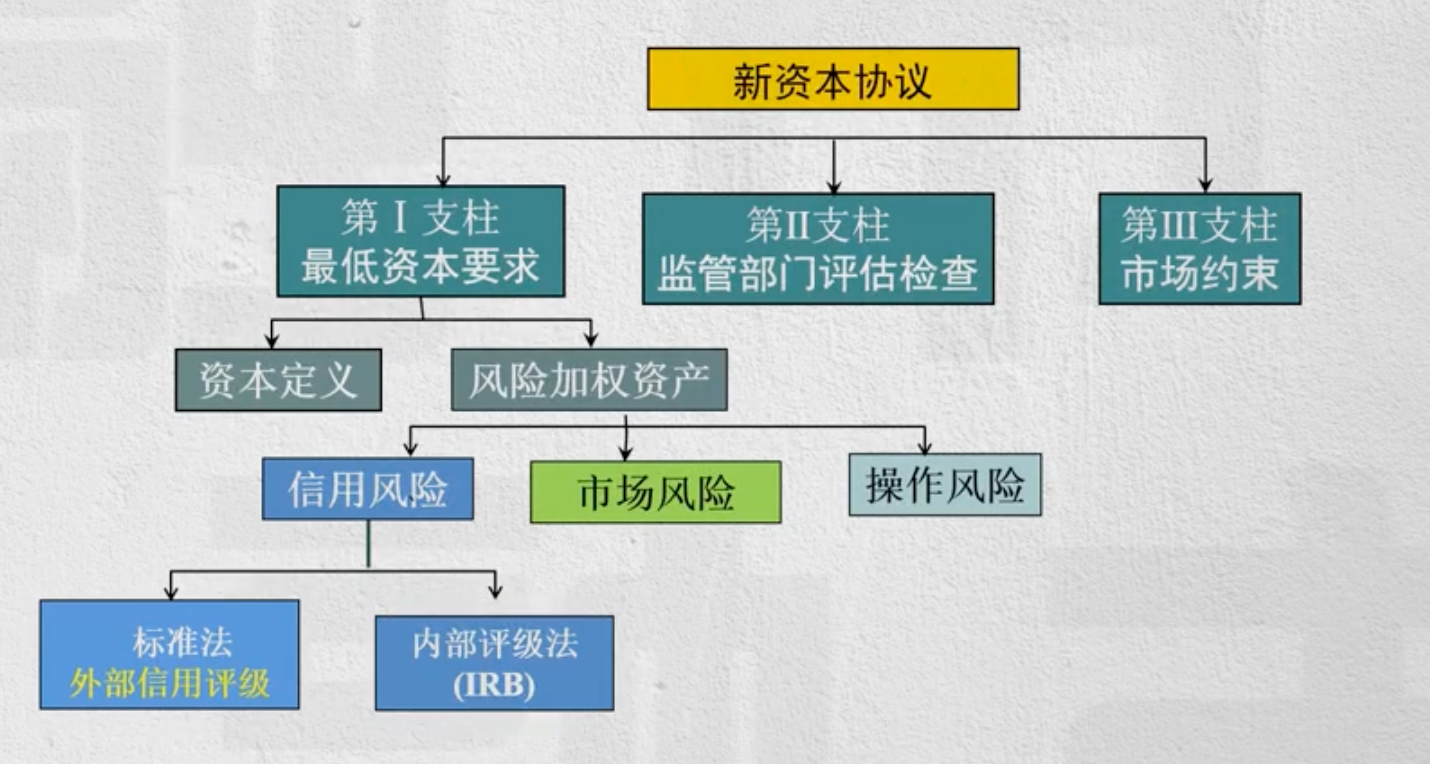 新资本协议
第Ⅰ支柱
最低资本要求
第Ⅱ支柱
监管部门评估检查
第Ⅲ支柱
市场约束
资本定义
风险加权资产
信用风险
市场风险
操作风险
标准法
外部信用评级
内部评级法
(IRB)